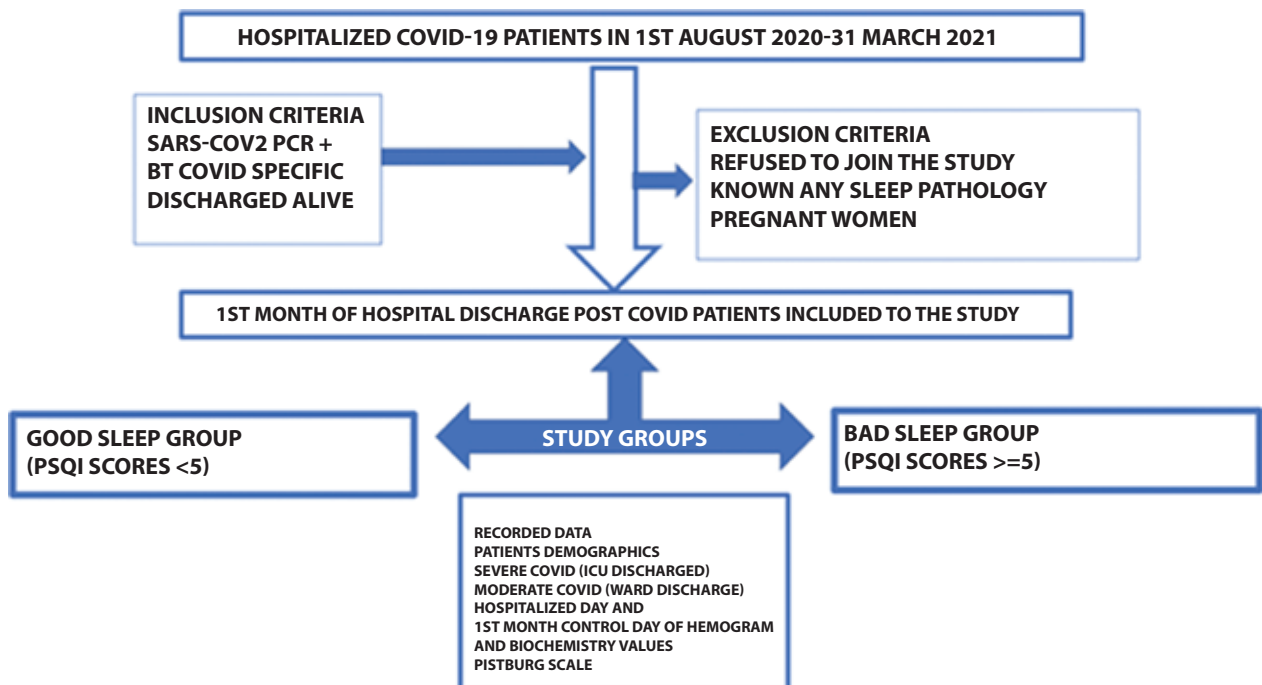 HOSPITALIZED COVID-19 PATIENTS IN 1ST AUGUST 2020-31 MARCH 2021
INCLUSION CRITERIA
SARS-COV2 PCR +
BT COVID SPECIFIC
DISCHARGED ALIVE
EXCLUSION CRITERIA
REFUSED TO JOIN THE STUDY
KNOWN ANY SLEEP PATHOLOGY
PREGNANT WOMEN
1ST MONTH OF HOSPITAL DISCHARGE POST COVID PATIENTS INCLUDED TO THE STUDY
GOOD SLEEP GROUP
(PSQI SCORES <5)
STUDY GROUPS
BAD SLEEP GROUP
(PSQI SCORES >=5)
RECORDED DATA
PATIENTS DEMOGRAPHICS
SEVERE COVID (ICU DISCHARGED)
MODERATE COVID (WARD DISCHARGE)
HOSPITALIZED DAY AND
1ST MONTH CONTROL DAY OF HEMOGRAM
AND BIOCHEMISTRY VALUES
PISTBURG SCALE